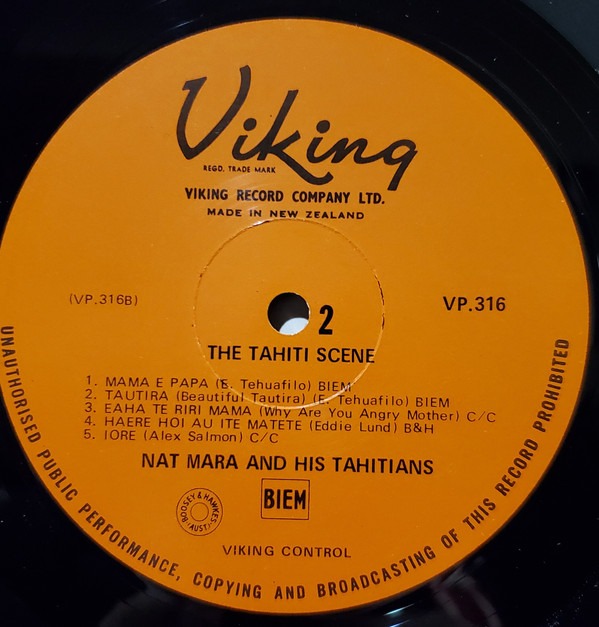 Viking
REGD. TRADE MARK
VIKING RECORD COMPANY LTD.
MADE IN NEW ZEALAND
(VP.316B)
VP.316
2
THE TAHITI SCENE
1. MAMA E PAPA (E. Tehuafilo) BIEM
2. TAUTIRA (Beautiful Tautira) (E. Tehuafilo) BIEM
3. EAHA TE RIRI MAMA (Why Are You Angry Mother) C/C
4. HAERE HOI AU ITE MATETE (Eddie Lund) B&H
5. IORE (Alex Salmon) C/C
NAT MARA AND HIS TAHITIANS
BOOSEY & HAWKES
AUST.
BIEM
VIKING CONTROL
UNAUTHORISED PUBLIC PERFORMANCE, COPYING AND BROADCASTING OF THIS RECORD PROHIBITED